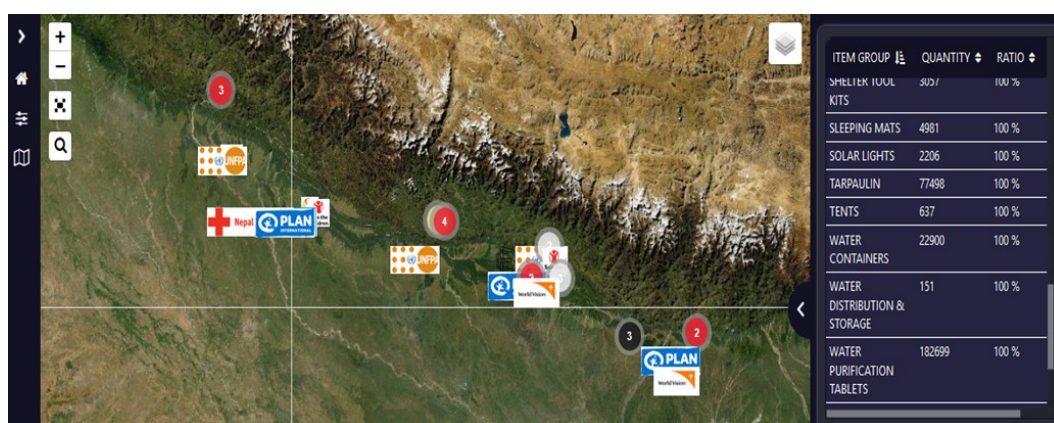 +
−
3
UNFPA
Nepal
PLAN
INTERNATIONAL
4
UNFPA
World Vision
3
2
PLAN
World Vision
ITEM GROUP QUANTITY RATIO
SHELTER TOOL 3057 100 %
KITS
SLEEPING MATS 4981 100 %
SOLAR LIGHTS 2206 100 %
TARPAULIN 77498 100 %
TENTS 637 100 %
WATER 22900 100 %
CONTAINERS
WATER 151 100 %
DISTRIBUTION &
STORAGE
WATER 182699 100 %
PURIFICATION
TABLETS